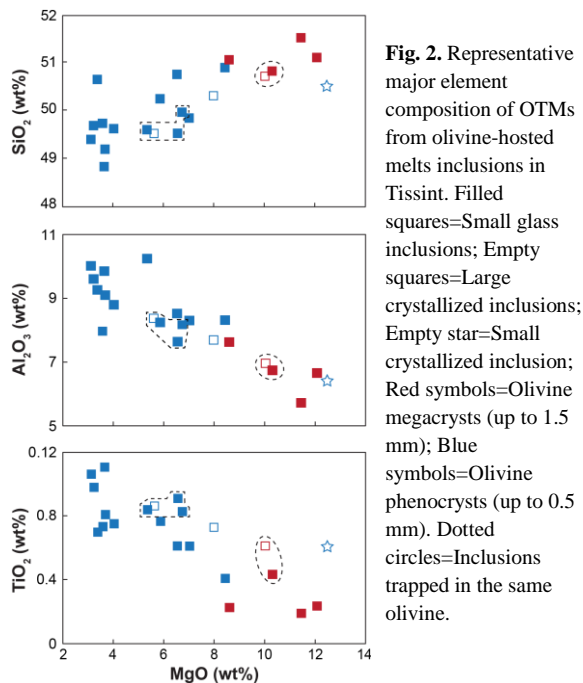 52
51
50
49
48
SiO2 (wt%)
11
9
7
5
Al2O3 (wt%)
0.12
0.8
0.4
0
TiO2 (wt%)
2 4 6 8 10 12 14
MgO (wt%)
Fig. 2. Representative
major element
composition of OTMs
from olivine-hosted
melts inclusions in
Tissint. Filled
squares=Small glass
inclusions; Empty
squares=Large
crystallized inclusions;
Empty star=Small
crystallized inclusion;
Red symbols=Olivine
megacrysts (up to 1.5
mm); Blue
symbols=Olivine
phenocrysts (up to 0.5
mm). Dotted
circles=Inclusions
trapped in the same
olivine.